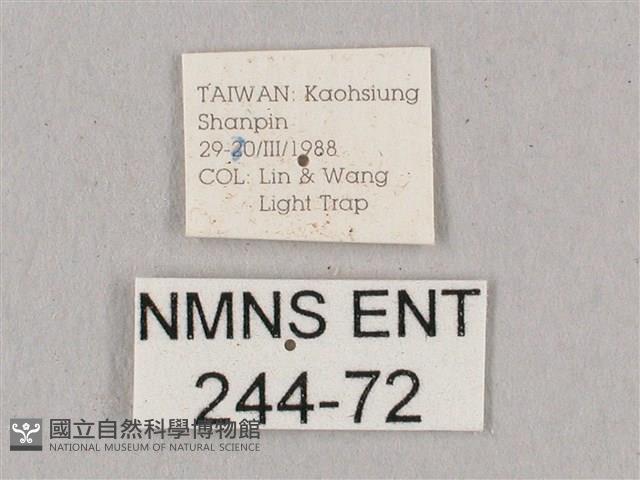 TAIWAN: Kaohsiung
Shanpin
29-20/III/1988
COL: Lin & Wang
Light Trap
NMNS ENT
244-72
國立自然科學博物館
NATIONAL MUSEUM OF NATURAL SCIENCE